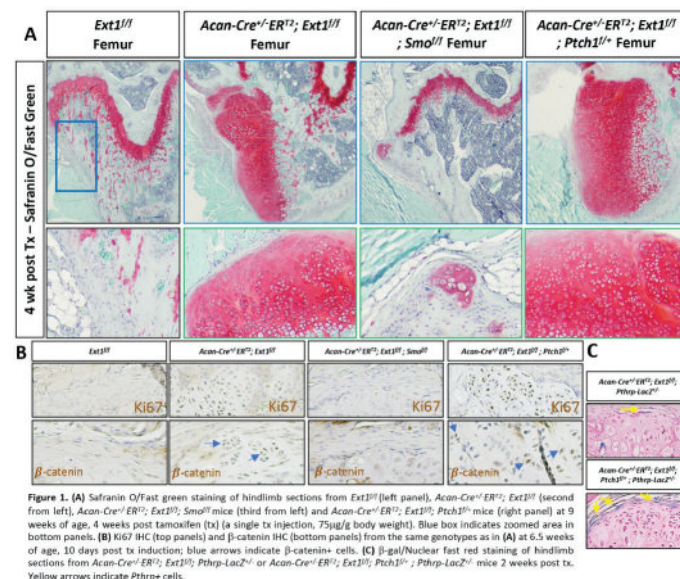 A
Ext1f/f
Femur
Acan-Cre+/-ERT2; Ext1f/f
Femur
Acan-Cre+/-ERT2; Ext1f/f
; Smof/f Femur
Acan-Cre+/-ERT2; Ext1f/f
; Ptch1f/+ Femur
4 wk post Tx – Safranin O/Fast Green
B
Ext1f/f
Acan-Cre+/-ERT2; Ext1f/f
Acan-Cre+/-ERT2; Ext1f/f ; Smof/f
Acan-Cre+/-ERT2; Ext1f/f ; Ptch1f/+
Ki67
Ki67
Ki67
Ki67
β-catenin
β-catenin
β-catenin
β-catenin
C
Acan-Cre+/-ERT2; Ext1f/f;
Pthrp-LacZ+/-
Acan-Cre+/-ERT2; Ext1f/f;
Ptch1f/+ ; Pthrp-LacZ+/-
Figure 1. (A) Safranin O/Fast green staining of hindlimb sections from Ext1f/f (left panel), Acan-Cre+/-ERT2; Ext1f/f (second
from left), Acan-Cre+/- ERT2; Ext1f/f; Smof/f mice (third from left) and Acan-Cre+/-ERT2; Ext1f/f; Ptch1f/+ mice (right panel) at 9
weeks of age, 4 weeks post tamoxifen (tx) (a single tx injection, 75µg/g body weight). Blue box indicates zoomed area in
bottom panels. (B) Ki67 IHC (top panels) and β-catenin IHC (bottom panels) from the same genotypes as in (A) at 6.5 weeks
of age, 10 days post tx induction; blue arrows indicate β-catenin+ cells. (C) β-gal/Nuclear fast red staining of hindlimb
sections from Acan-Cre+/-ERT2; Ext1f/f; Pthrp-LacZ+/- or Acan-Cre+/-ERT2; Ext1f/f; Ptch1f/+ ; Pthrp-LacZ+/- mice 2 weeks post tx.
Yellow arrows indicate Pthrp+ cells.